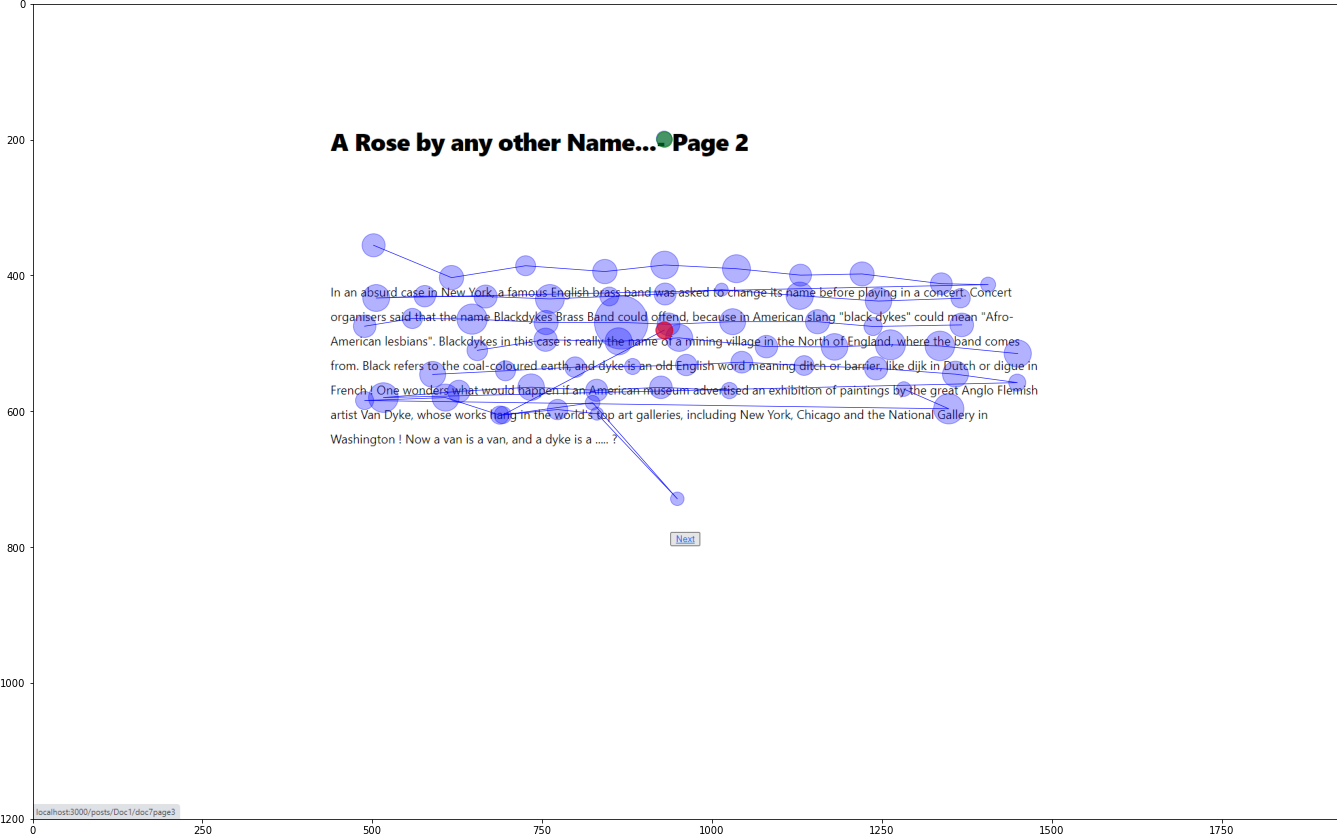 A Rose by any other Name...- Page 2
In an absurd case in New York, a famous English brass band was asked to change its name before playing in a concert. Concert
organisers said that the name Blackdykes Brass Band could offend, because in American slang "black dykes" could mean "Afro-
American lesbians". Blackdykes in this case is really the name of a mining village in the North of England, where the band comes
from. Black refers to the coal-coloured earth, and dyke is an old English word meaning ditch or barrier, like dijk in Dutch or digue in
French ! One wonders what would happen if an American museum advertised an exhibition of paintings by the great Anglo Flemish
artist Van Dyke, whose works hang in the world's top art galleries, including New York, Chicago and the National Gallery in
Washington ! Now a van is a van, and a dyke is a ..... ?
Next
localhost:3000/posts/Doc1/doc7page3
0
200
400
600
800
1000
1200
0 250 500 750 1000 1250 1500 1750